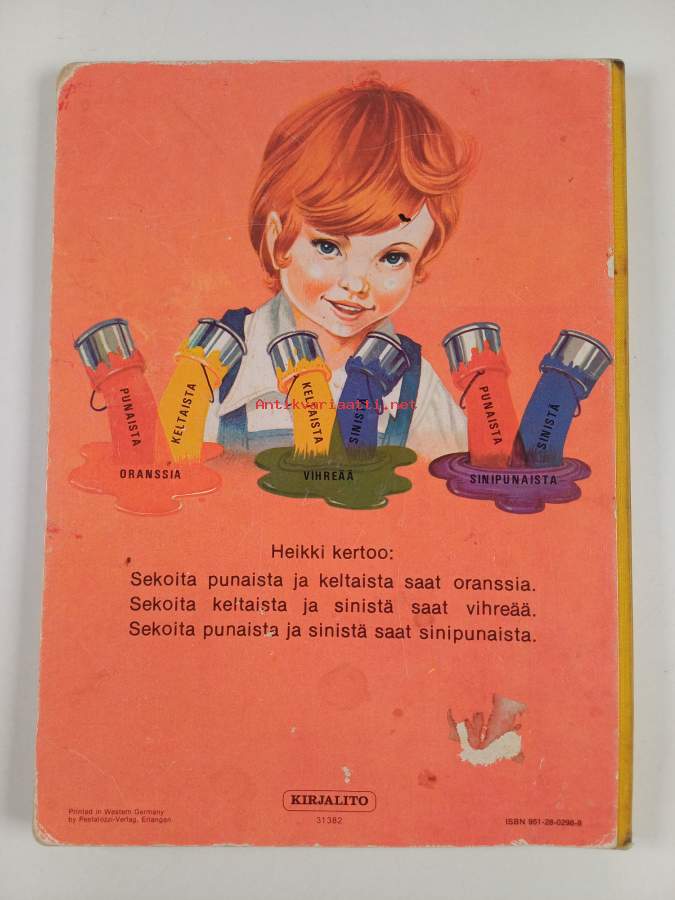 PUNAISTA
KELTAISTA
KELTAISTA
SINISTÄ
PUNAISTA
SINISTÄ
Antikvariaatti.net
ORANSSIA
VIHREÄÄ
SINIPUNAISTA
Heikki kertoo:
Sekoita punaista ja keltaista saat oranssia.
Sekoita keltaista ja sinistä saat vihreää.
Sekoita punaista ja sinistä saat sinipunaista.
KIRJALITO
31382
Printed in Western Germany
by Pestalozzi-Verlag, Erlangen
ISBN 951-28-0298-8